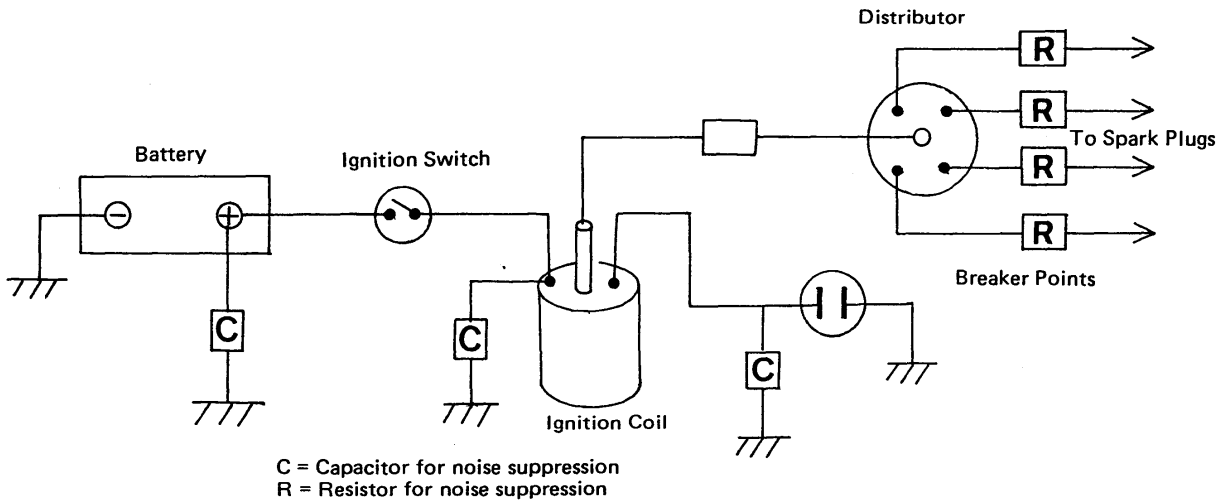 Distributor
R
R
To Spark Plugs
R
R
Breaker Points
Battery
Ignition Switch
C
C
C
Ignition Coil
C = Capacitor for noise suppression
R = Resistor for noise suppression